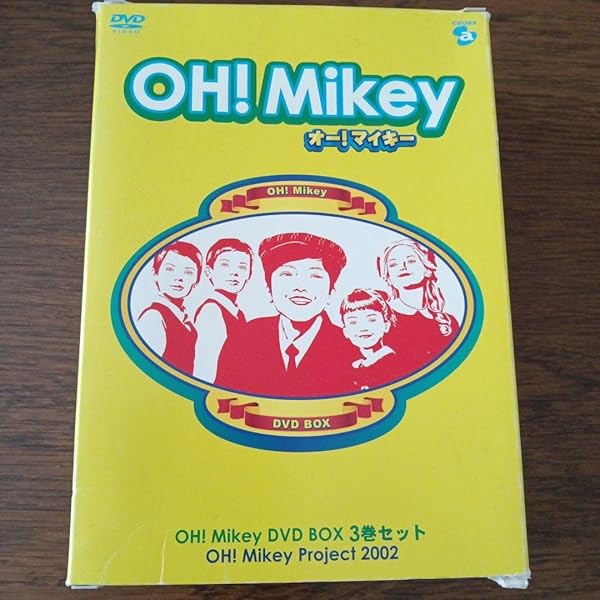 DVD
VIDEO
CROSS
a
OH! Mikey
オー!マイキー
OH! Mikey
DVD BOX
OH! Mikey DVD BOX 3巻セット
OH! Mikey Project 2002